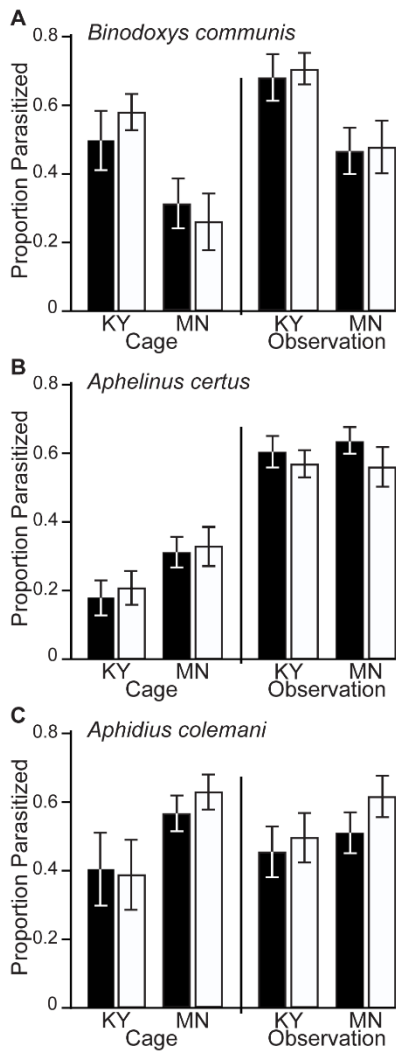 A
Binodoxys communis
Proportion Parasitized
0.8
0.6
0.4
0.2
0
KY MN KY MN
Cage Observation
B
Aphelinus certus
Proportion Parasitized
0.8
0.6
0.4
0.2
0
KY MN KY MN
Cage Observation
C
Aphidius colemani
Proportion Parasitized
0.8
0.6
0.4
0.2
0
KY MN KY MN
Cage Observation